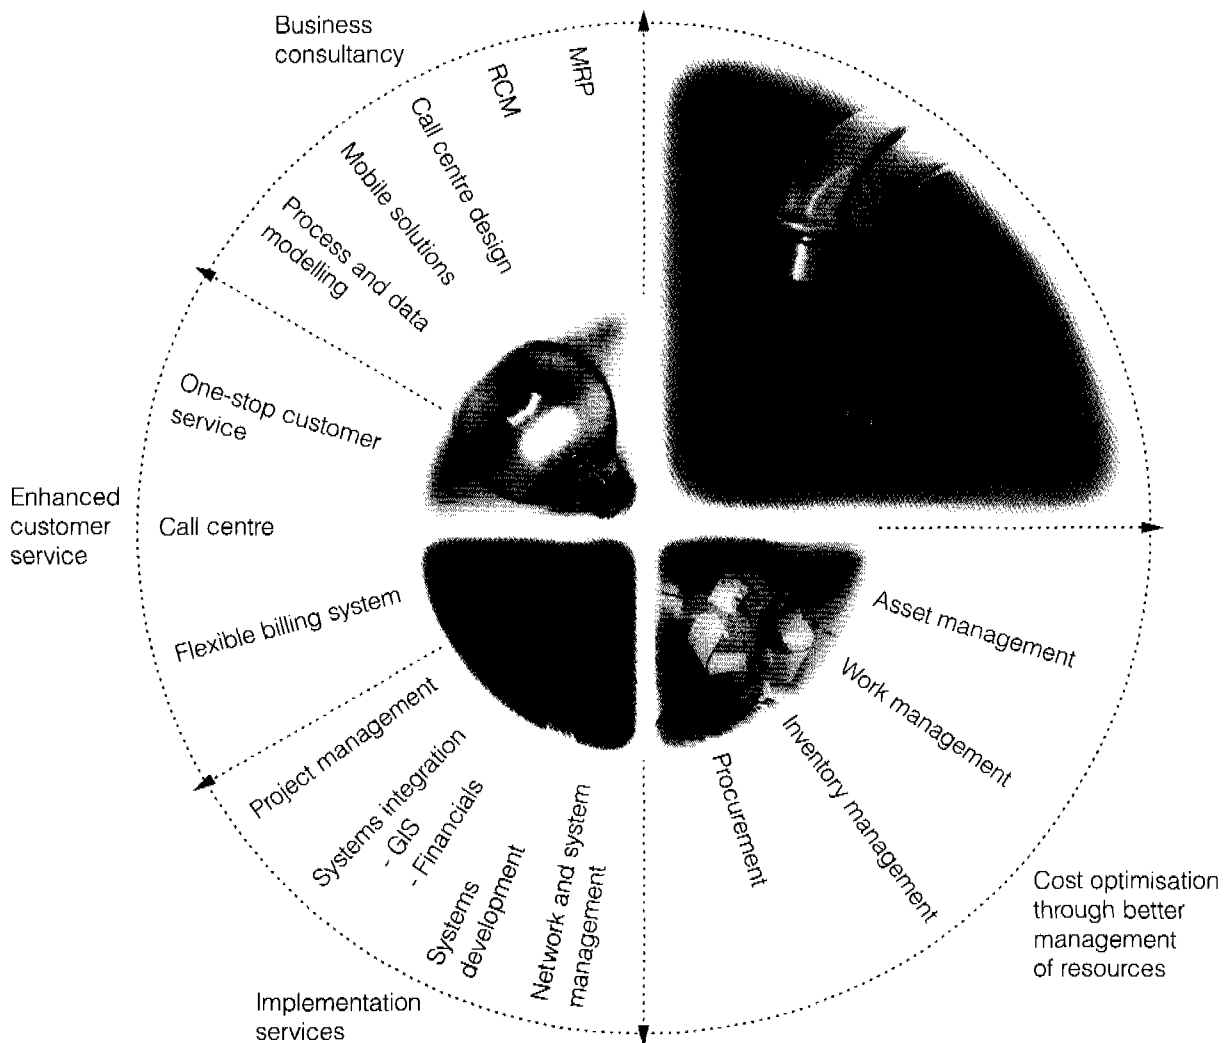 Business
consultancy
MRP
RCM
Call centre design
Mobile solutions
Process and data
modelling
One-stop customer
service
Enhanced
customer
service
Call centre
Flexible billing system
Project management
Systems integration
- GIS
- Financials
Systems
development
Network and system
management
Implementation
services
Asset management
Work management
Inventory management
Procurement
Cost optimisation
through better
management
of resources